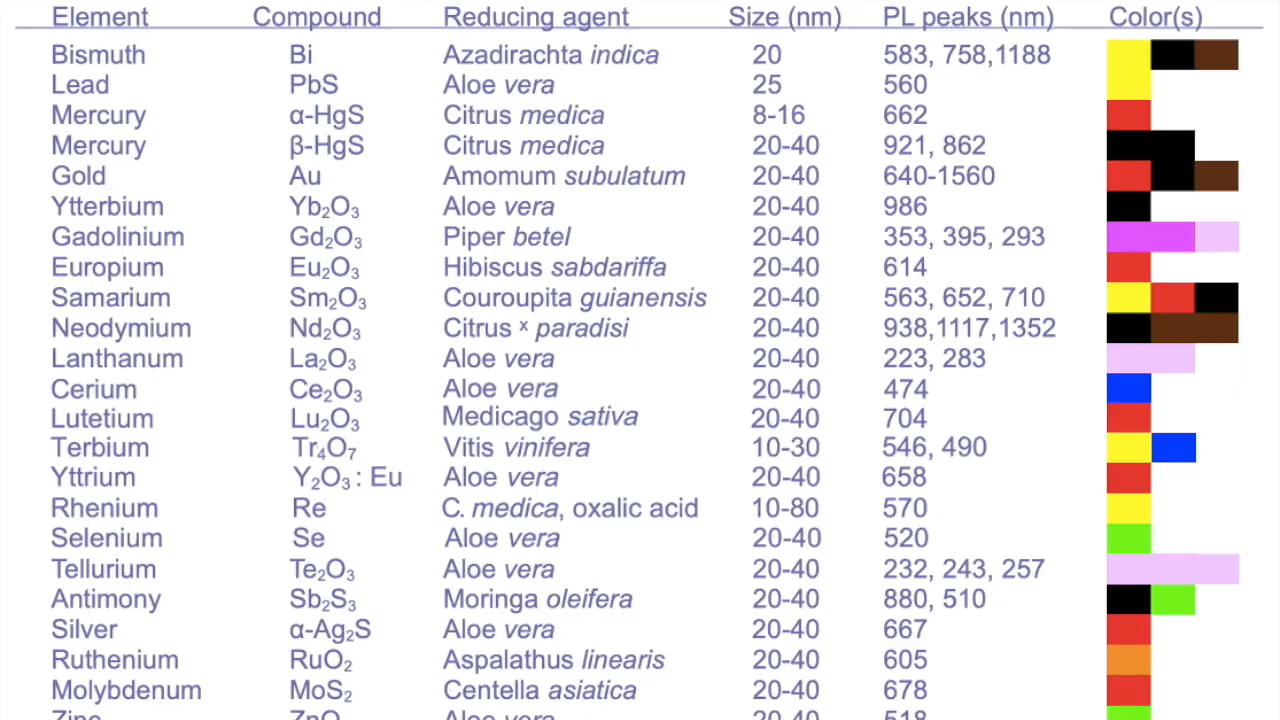 Element Compound Reducing agent Size (nm) PL peaks (nm) Color(s)
Bismuth Bi Azadirachta indica 20 583, 758,1188
Lead PbS Aloe vera 25 560
Mercury α-HgS Citrus medica 8-16 662
Mercury β-HgS Citrus medica 20-40 921, 862
Gold Au Amomum subulatum 20-40 640-1560
Ytterbium Yb₂O₃ Aloe vera 20-40 986
Gadolinium Gd₂O₃ Piper betel 20-40 353, 395, 293
Europium Eu₂O₃ Hibiscus sabdariffa 20-40 614
Samarium Sm₂O₃ Couroupita guianensis 20-40 563, 652, 710
Neodymium Nd₂O₃ Citrus ˣ paradisi 20-40 938,1117,1352
Lanthanum La₂O₃ Aloe vera 20-40 223, 283
Cerium Ce₂O₃ Aloe vera 20-40 474
Lutetium Lu₂O₃ Medicago sativa 20-40 704
Terbium Tr₄O₇ Vitis vinifera 10-30 546, 490
Yttrium Y₂O₃ : Eu Aloe vera 20-40 658
Rhenium Re C. medica, oxalic acid 10-80 570
Selenium Se Aloe vera 20-40 520
Tellurium Te₂O₃ Aloe vera 20-40 232, 243, 257
Antimony Sb₂S₃ Moringa oleifera 20-40 880, 510
Silver α-Ag₂S Aloe vera 20-40 667
Ruthenium RuO₂ Aspalathus linearis 20-40 605
Molybdenum MoS₂ Centella asiatica 20-40 678
Zinc ZnO Aloe vera 20-40 518